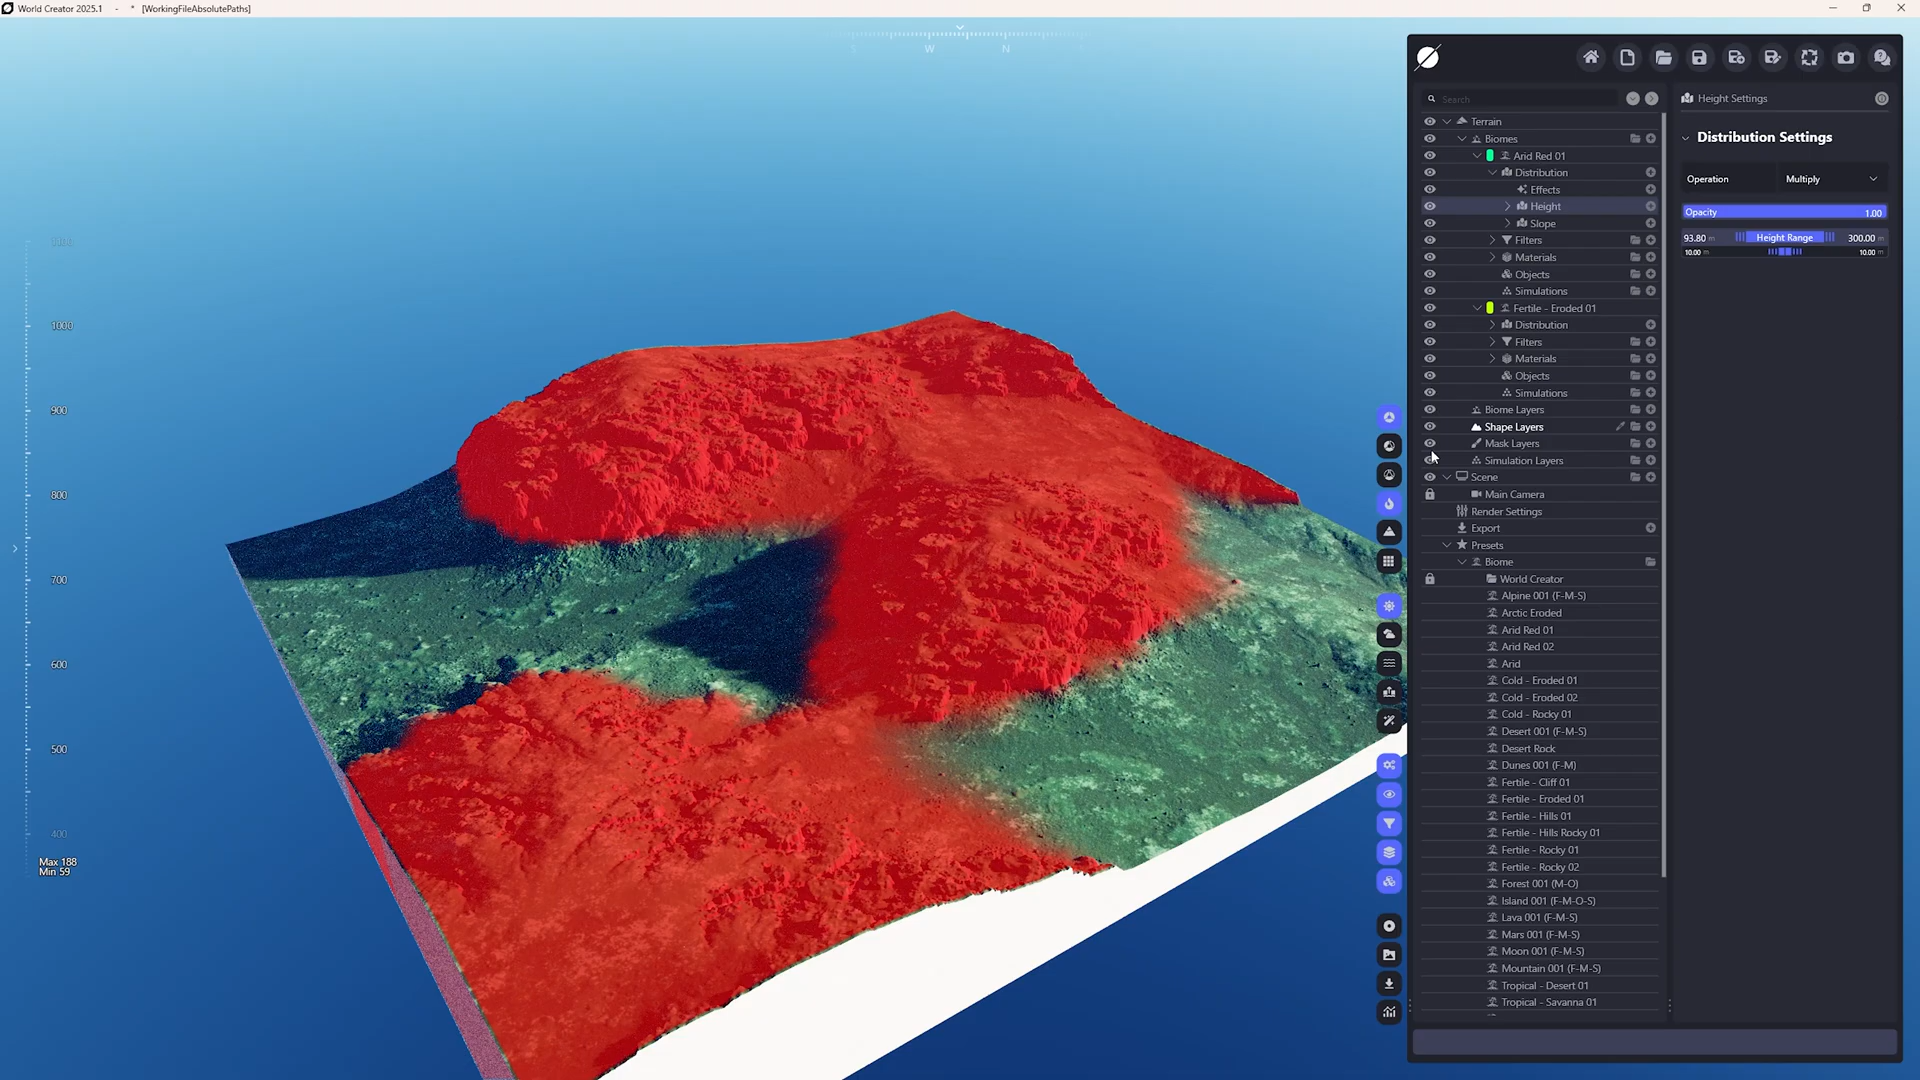 World Creator 2025.1 - * [WorkingFileAbsolutePaths]
S W N
1100
1000
900
800
700
600
500
400
Max 188
Min 59
Search
Terrain
Biomes
Arid Red 01
Distribution
Effects
Height
Slope
Filters
Materials
Objects
Simulations
Fertile - Eroded 01
Distribution
Filters
Materials
Objects
Simulations
Biome Layers
Shape Layers
Mask Layers
Simulation Layers
Scene
Main Camera
Render Settings
Export
Presets
Biome
World Creator
Alpine 001 (F-M-S)
Arctic Eroded
Arid Red 01
Arid Red 02
Arid
Cold - Eroded 01
Cold - Eroded 02
Cold - Rocky 01
Desert 001 (F-M-S)
Desert Rock
Dunes 001 (F-M)
Fertile - Cliff 01
Fertile - Eroded 01
Fertile - Hills 01
Fertile - Hills Rocky 01
Fertile - Rocky 01
Fertile - Rocky 02
Forest 001 (M-O)
Island 001 (F-M-O-S)
Lava 001 (F-M-S)
Mars 001 (F-M-S)
Moon 001 (F-M-S)
Mountain 001 (F-M-S)
Tropical - Desert 01
Tropical - Savanna 01
Height Settings
Distribution Settings
Operation Multiply
Opacity 1.00
93.80 m Height Range 300.00 m
10.00 m 10.00 m